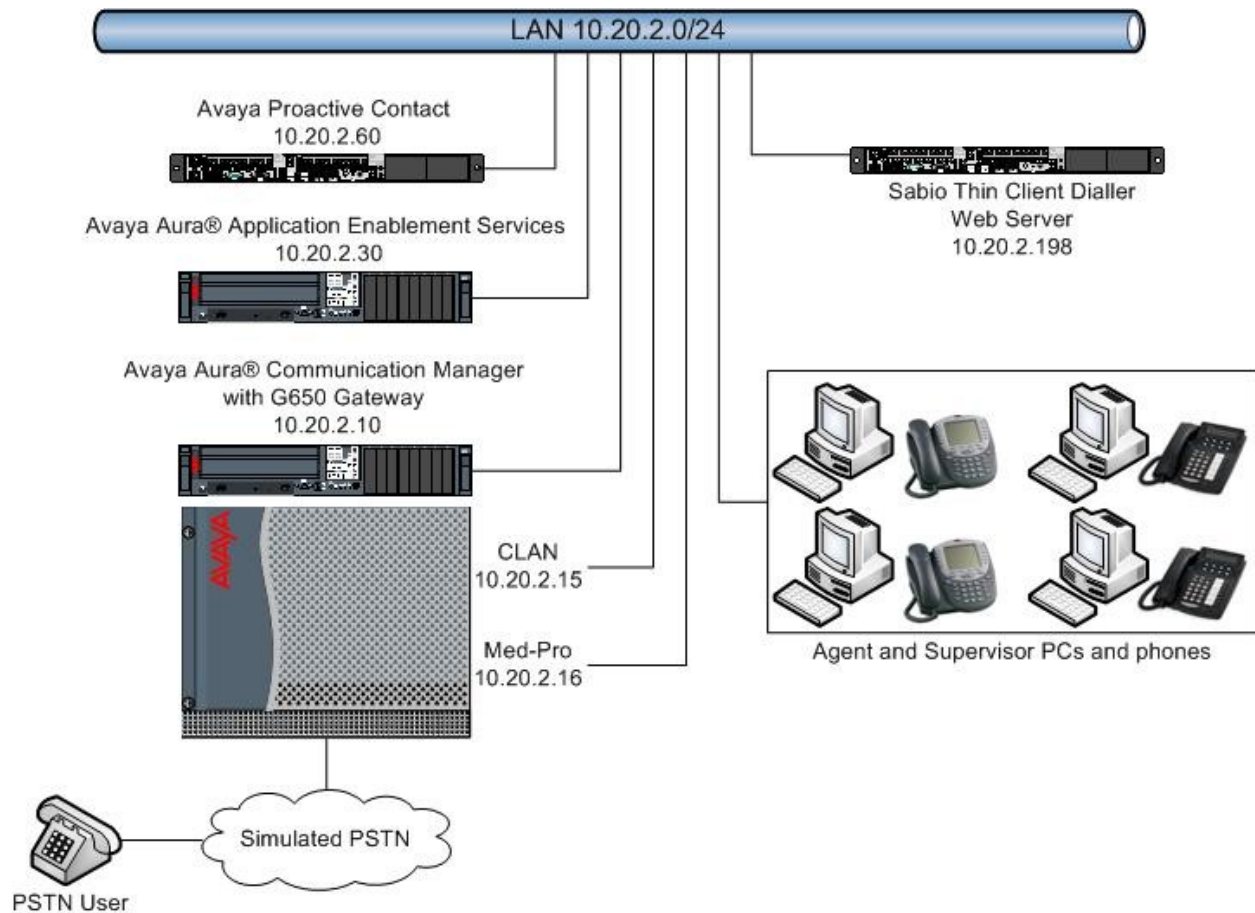 LAN 10.20.2.0/24
Avaya Proactive Contact
10.20.2.60
Sabio Thin Client Dialler
Web Server
10.20.2.198
Avaya Aura® Application Enablement Services
10.20.2.30
Avaya Aura® Communication Manager
with G650 Gateway
10.20.2.10
AVAYA
CLAN
10.20.2.15
Med-Pro
10.20.2.16
Agent and Supervisor PCs and phones
Simulated PSTN
PSTN User